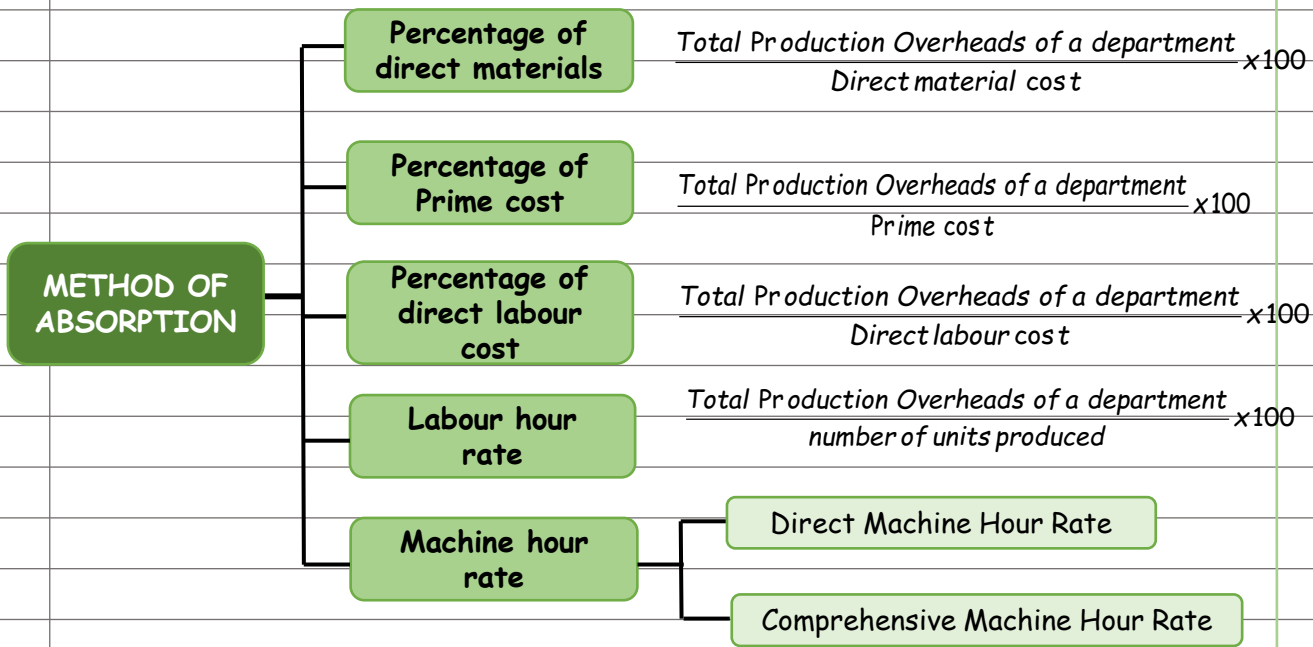 Percentage of
direct materials
Total Production Overheads of a department
Direct material cost
x100
Percentage of
Prime cost
Total Production Overheads of a department
Prime cost
x100
METHOD OF
ABSORPTION
Percentage of
direct labour
cost
Total Production Overheads of a department
Direct labour cost
x100
Labour hour
rate
Total Production Overheads of a department
number of units produced
x100
Machine hour
rate
Direct Machine Hour Rate
Comprehensive Machine Hour Rate